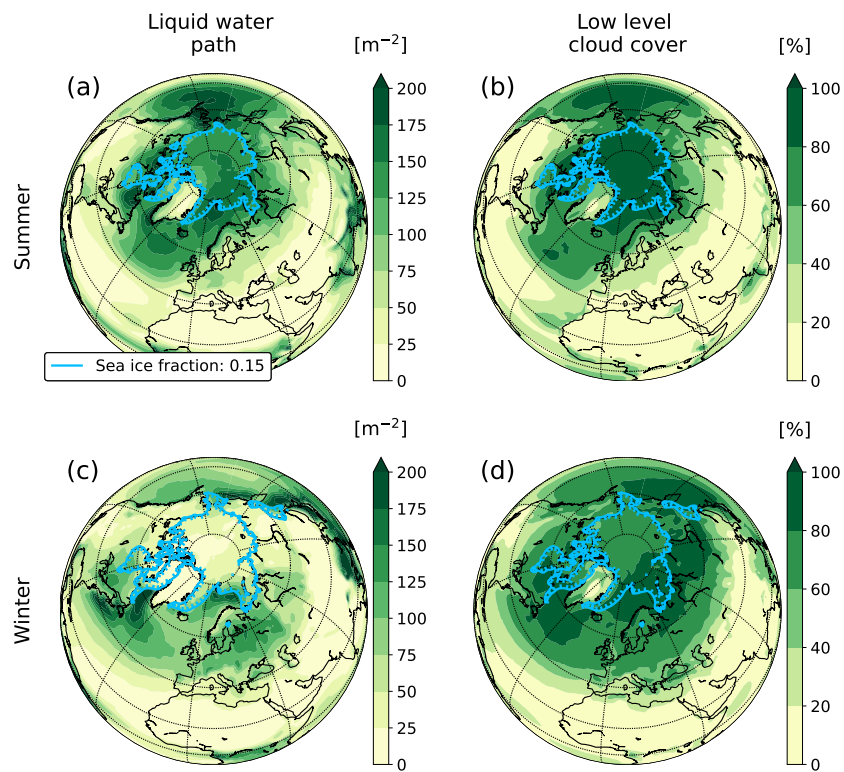 Liquid water
path
Low level
cloud cover
[m⁻²]
[%]
(a)
(b)
Summer
200
175
150
125
100
75
50
25
0
100
80
60
40
20
0
Sea ice fraction: 0.15
[m⁻²]
[%]
(c)
(d)
Winter
200
175
150
125
100
75
50
25
0
100
80
60
40
20
0